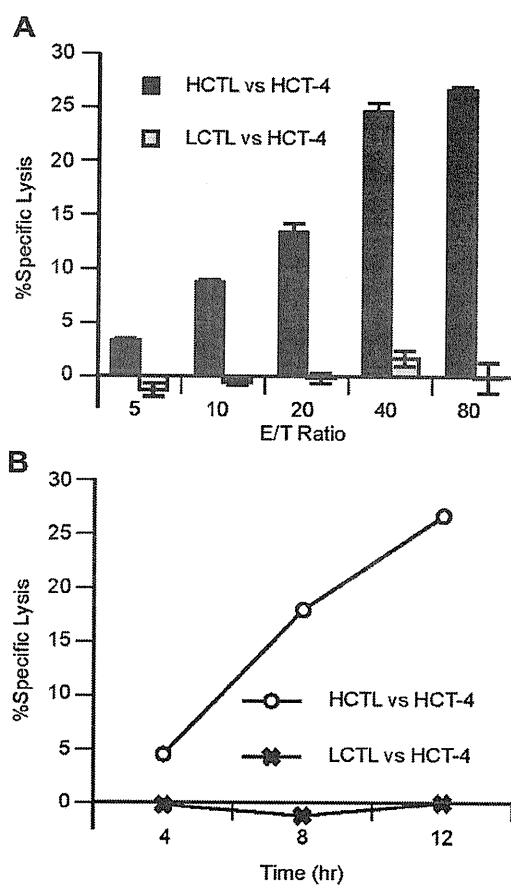 A
30
25
20
15
10
5
0
%Specific Lysis
HCTL vs HCT-4
LCTL vs HCT-4
5 10 20 40 80
E/T Ratio
B
30
25
20
15
10
5
0
%Specific Lysis
HCTL vs HCT-4
LCTL vs HCT-4
4 8 12
Time (hr)